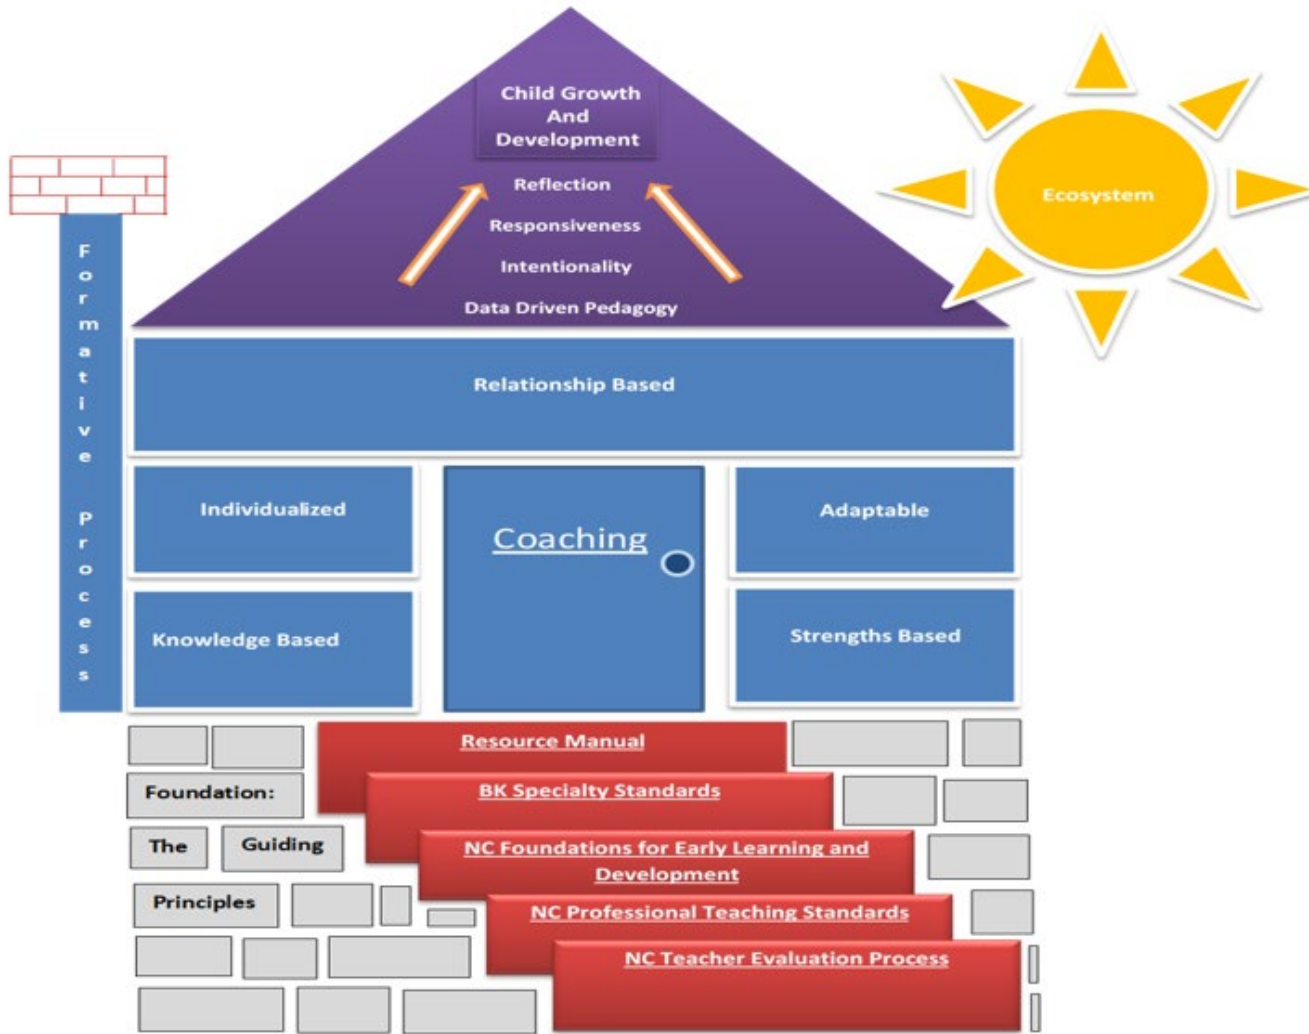 Child Growth
And
Development
Reflection
Responsiveness
Intentionality
Data Driven Pedagogy
Ecosystem
Formative Process
Relationship Based
Individualized
Coaching
Adaptable
Knowledge Based
Strengths Based
Resource Manual
Foundation:
BK Specialty Standards
The Guiding
NC Foundations for Early Learning and
Development
Principles
NC Professional Teaching Standards
NC Teacher Evaluation Process